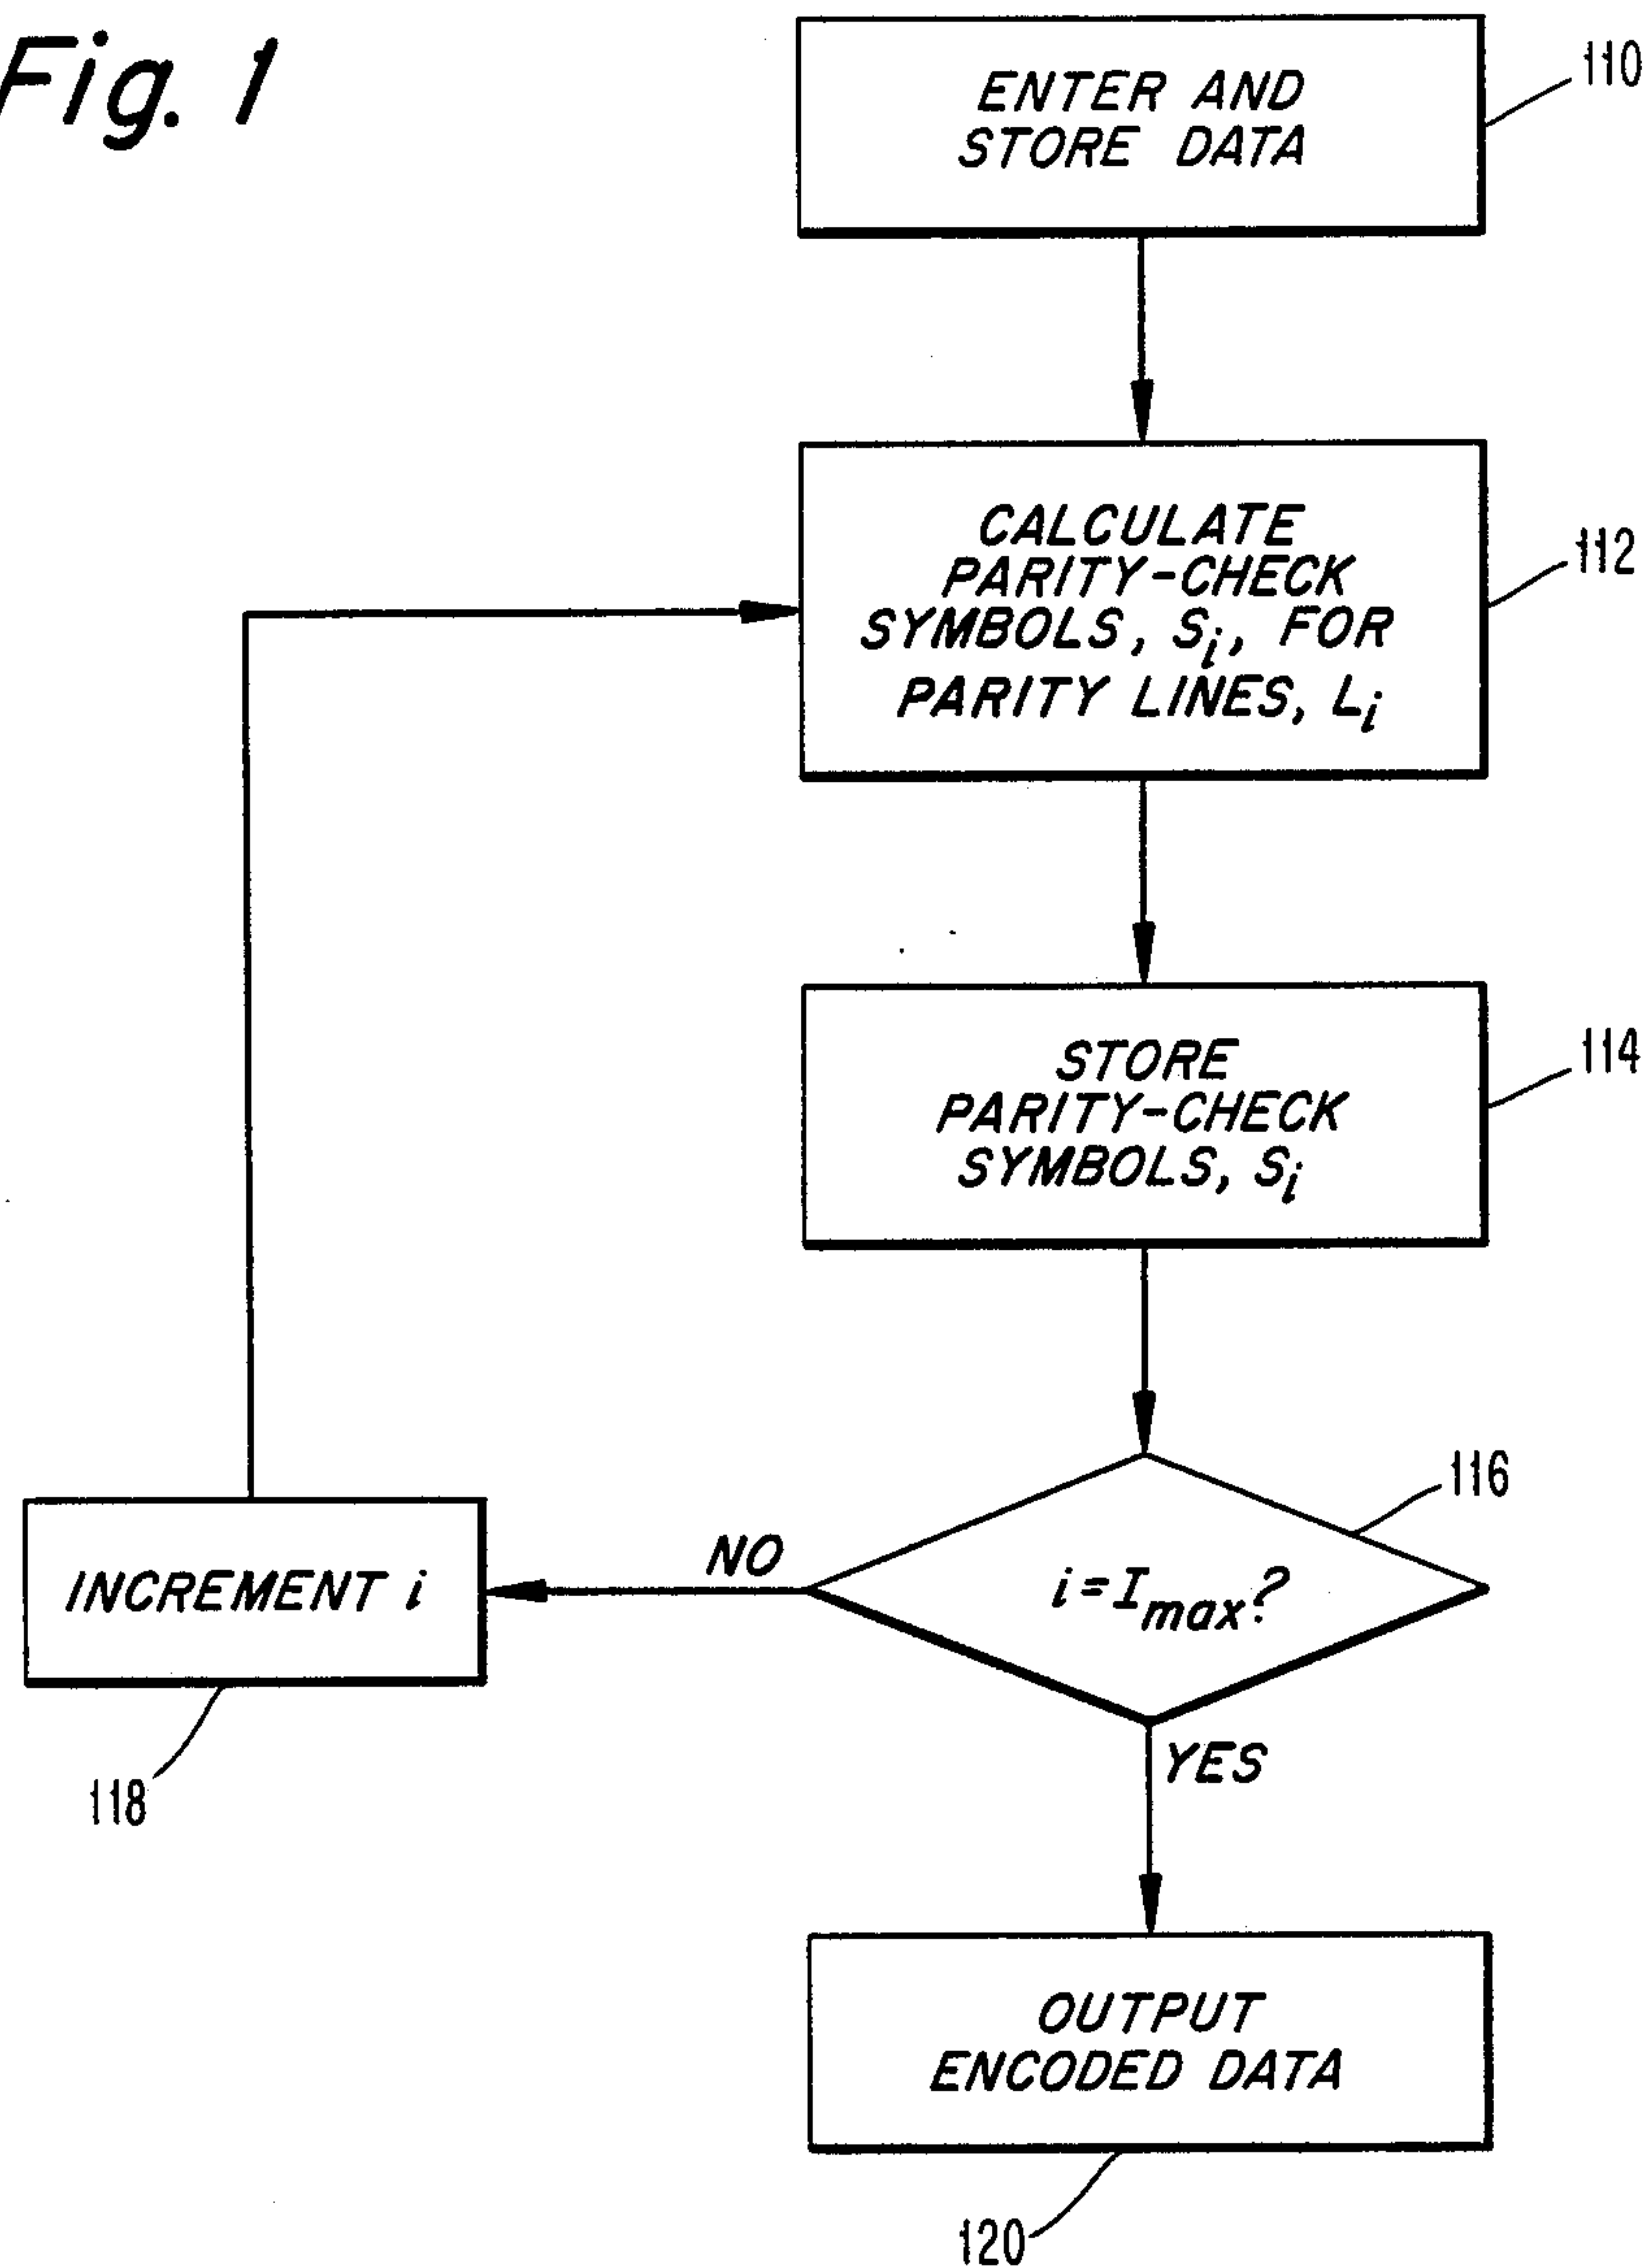 Fig. 1
ENTER AND
STORE DATA
110
CALCULATE
PARITY-CHECK
SYMBOLS, Si, FOR
PARITY LINES, Li
112
STORE
PARITY-CHECK
SYMBOLS, Si
114
116
i=Imax?
NO
INCREMENT i
118
YES
OUTPUT
ENCODED DATA
120